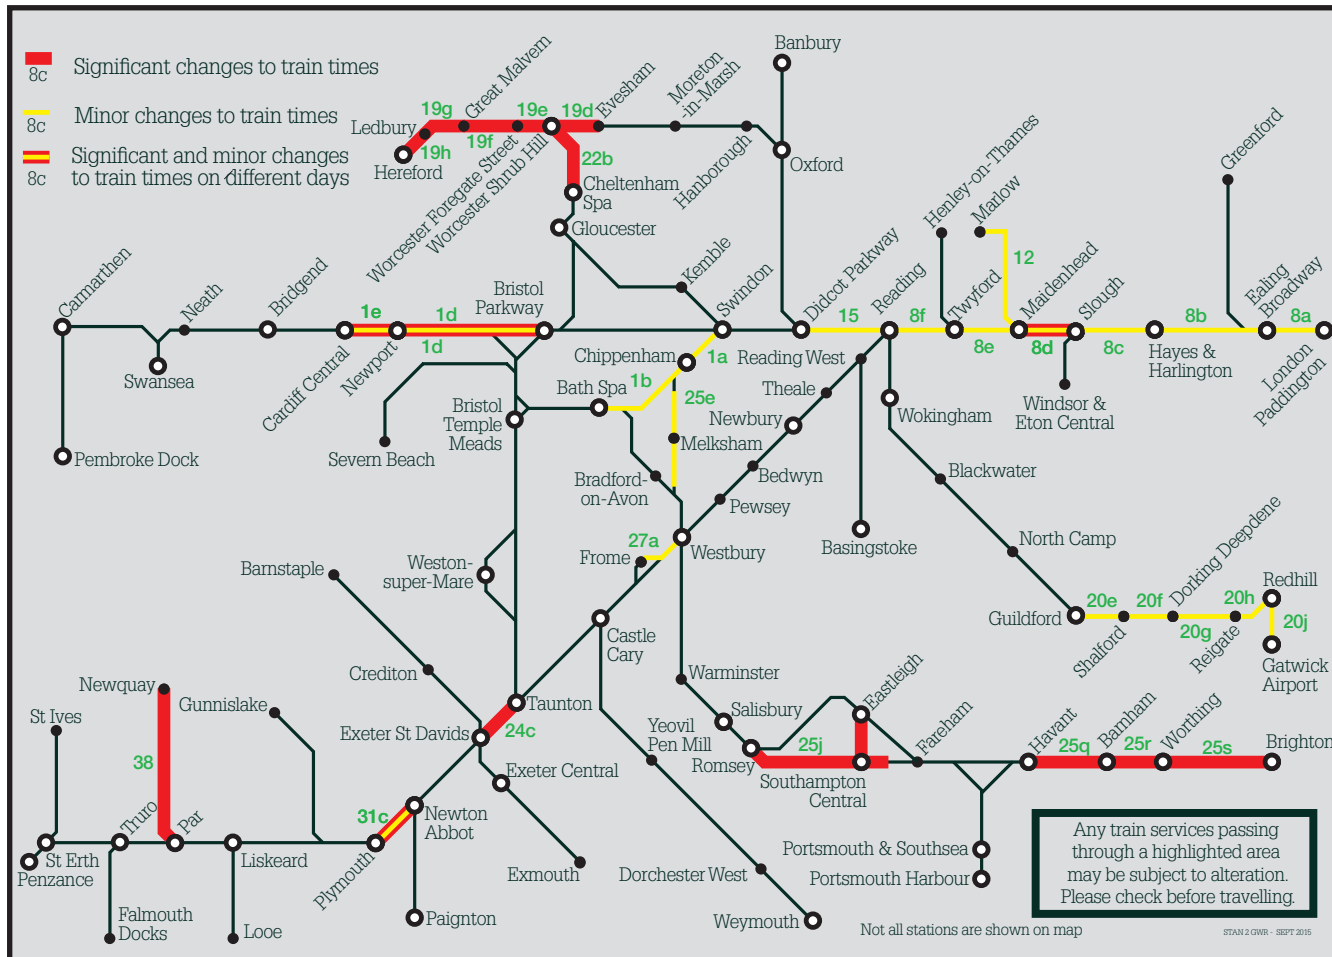 8c
Significant changes to train times
8c
Minor changes to train times
8c
Significant and minor changes
to train times on different days
Banbury
Moreton
-in-Marsh
Evesham
Great Malvern
19g
19e
19d
Ledbury
19f
19h
Hereford
Worcester Foregate Street
Worcester Shrub Hill
22b
Cheltenham
Spa
Gloucester
Hanborough
Oxford
Henley-on-Thames
Marlow
Greenford
12
Carmarthen
Neath
Bridgend
Bristol
Parkway
Kemble
Swindon
Didcot Parkway
Reading
Twyford
Maidenhead
Slough
Ealing
Broadway
1e
1d
1d
15
8f
8e
8d
8c
8b
8a
Swansea
Cardiff Central
Newport
Chippenham
1a
Reading West
Hayes &
Harlington
London
Paddington
Bath Spa
1b
25e
Theale
Windsor &
Eton Central
Wokingham
Newbury
Bristol
Temple
Meads
Severn Beach
Pembroke Dock
Melksham
Bradford-
on-Avon
Bedwyn
Pewsey
Blackwater
Basingstoke
Westbury
27a
Frome
North Camp
Weston-
super-Mare
Barnstaple
Dorking Deepdene
Redhill
20e
20f
20h
20g
20j
Guildford
Shalford
Reigate
Gatwick
Airport
Castle
Cary
Crediton
Warminster
Newquay
Gunnislake
St Ives
Taunton
Exeter St Davids
24c
Salisbury
Yeovil
Pen Mill
Romsey
25j
Eastleigh
Fareham
Southampton
Central
Havant
25q
Barnham
25r
Worthing
25s
Brighton
38
Exeter Central
Truro
Par
31c
Newton
Abbot
St Erth
Penzance
Liskeard
Plymouth
Exmouth
Dorchester West
Portsmouth & Southsea
Portsmouth Harbour
Falmouth
Docks
Looe
Paignton
Weymouth
Any train services passing
through a highlighted area
may be subject to alteration.
Please check before travelling.
Not all stations are shown on map
STAN 2 GWR - SEPT 2015